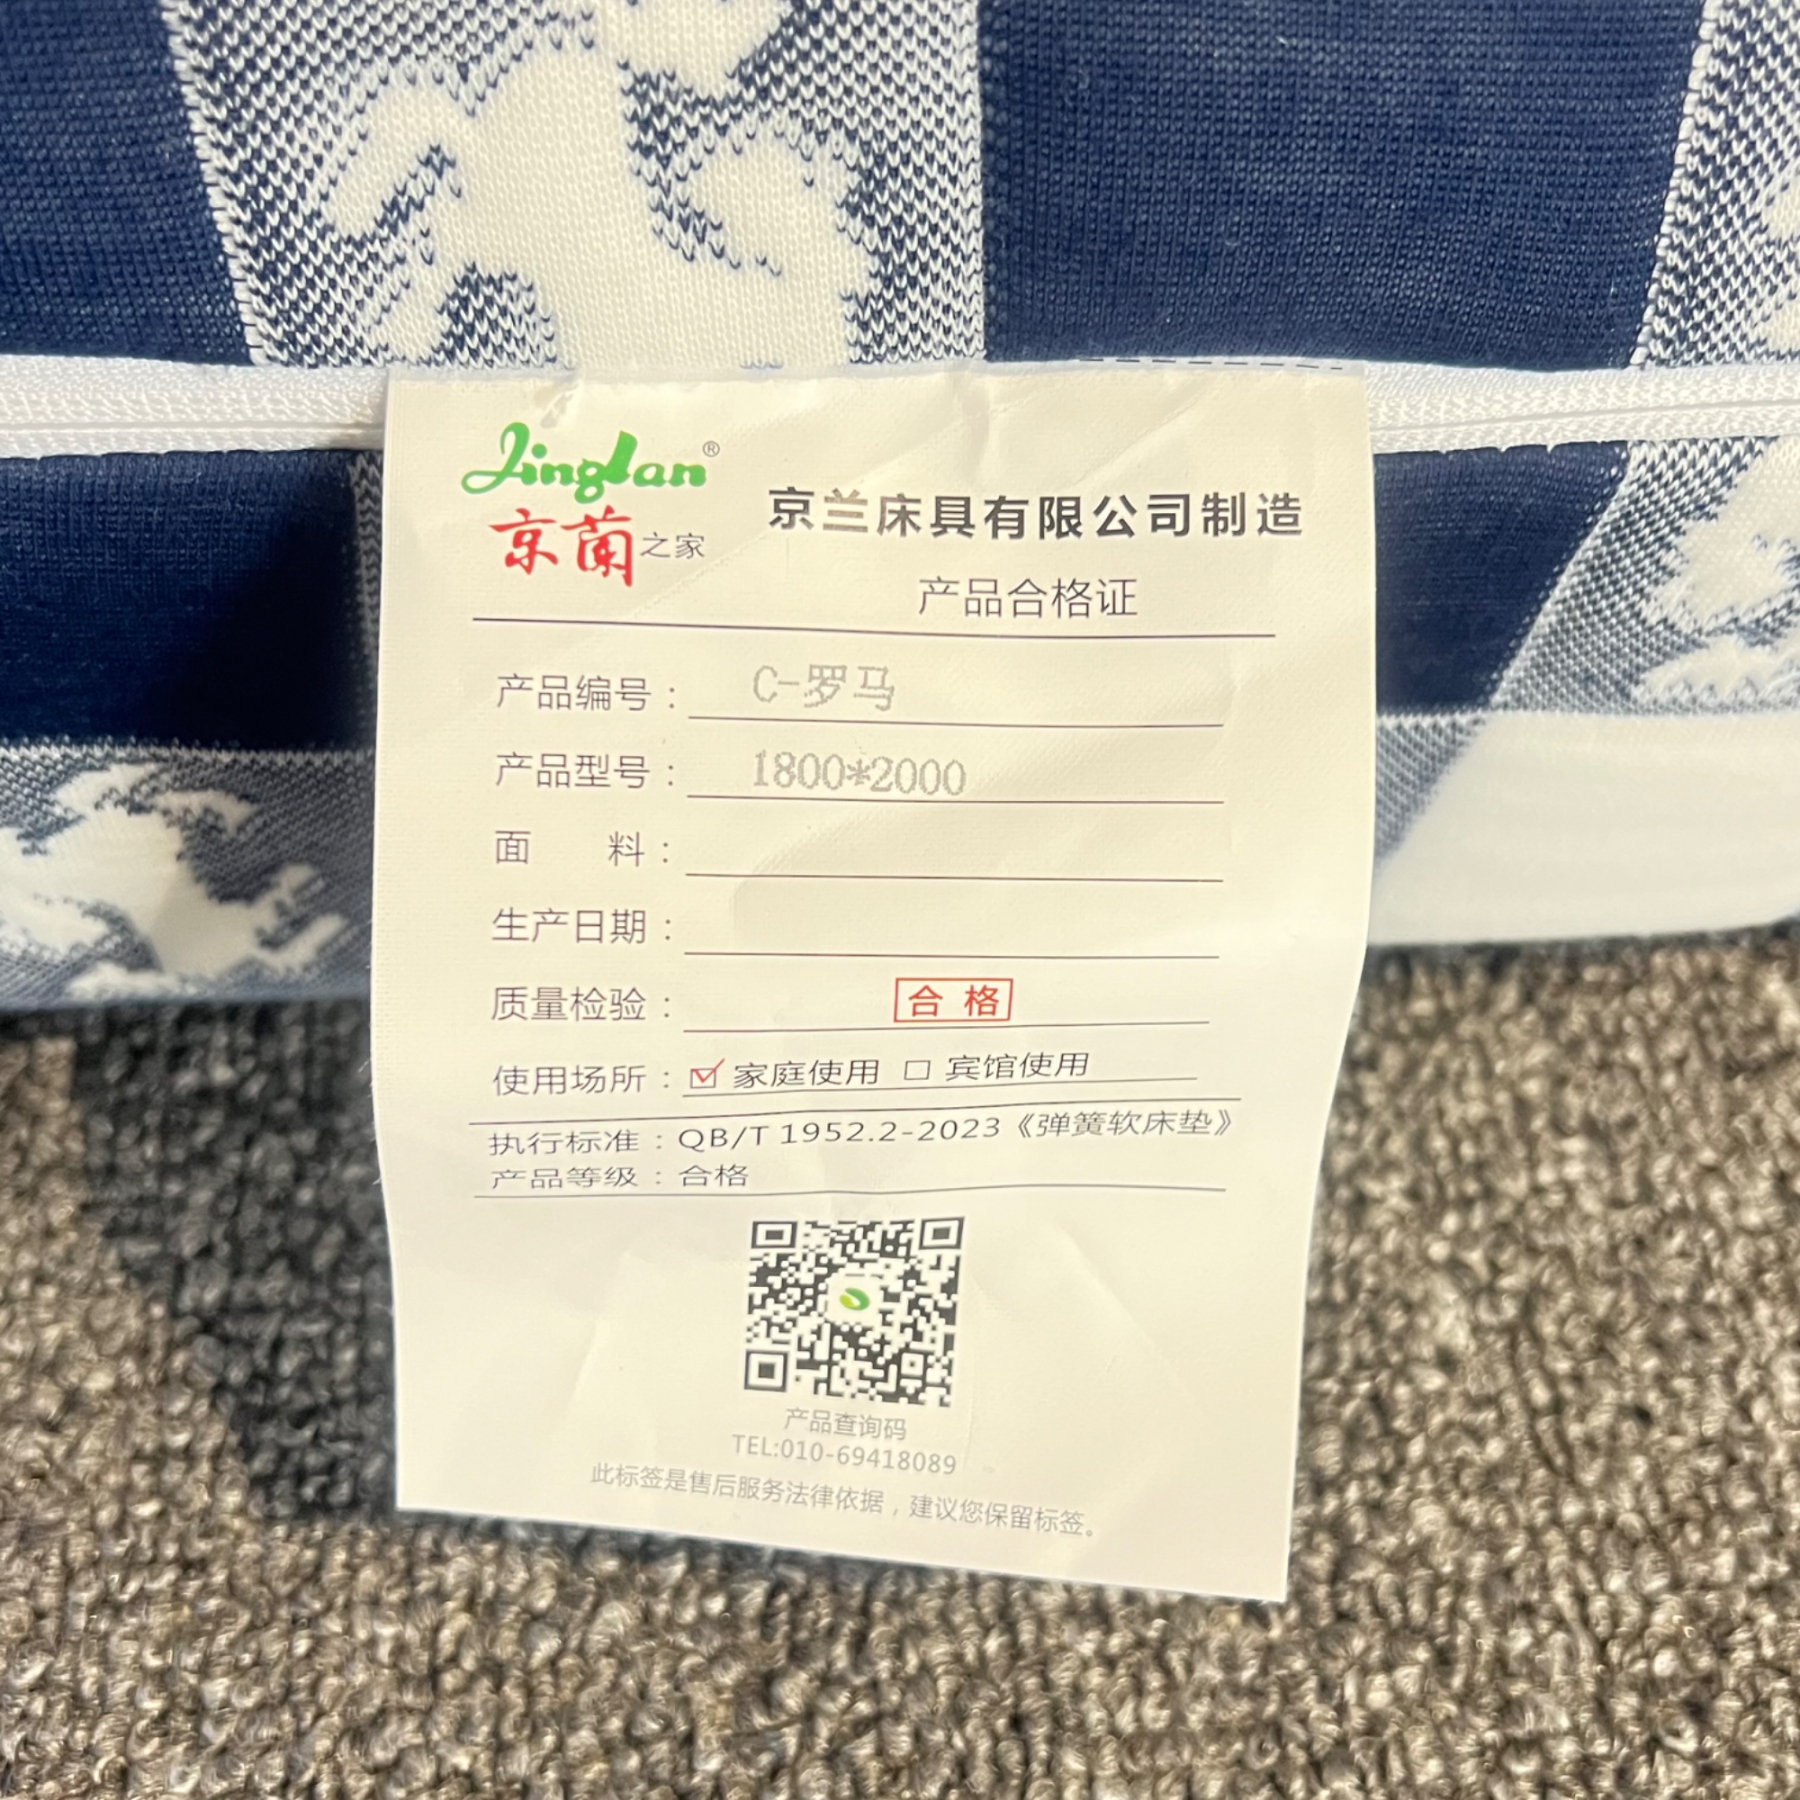 Jinglan®
京蘭之家
京兰床具有限公司制造
产品合格证
产品编号： C-罗马
产品型号： 1800*2000
面 料：
生产日期：
质量检验： 合 格
使用场所：☑家庭使用 □ 宾馆使用
执行标准：QB/T 1952.2-2023《弹簧软床垫》
产品等级：合格
产品查询码
TEL:010-69418089
此标签是售后服务法律依据，建议您保留标签。